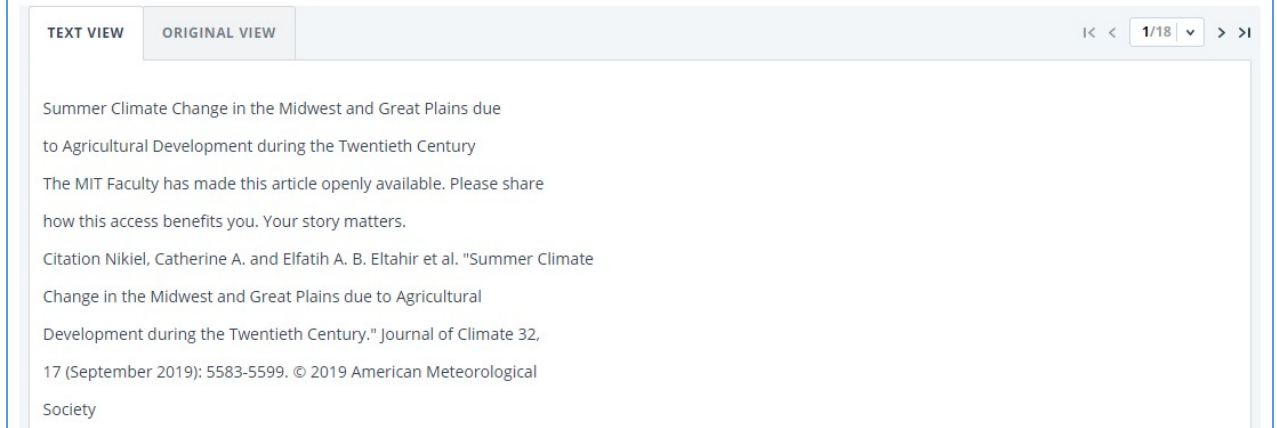 TEXT VIEW
ORIGINAL VIEW
1/18
Summer Climate Change in the Midwest and Great Plains due
to Agricultural Development during the Twentieth Century
The MIT Faculty has made this article openly available. Please share
how this access benefits you. Your story matters.
Citation Nikiel, Catherine A. and Elfatih A. B. Eltahir et al. "Summer Climate
Change in the Midwest and Great Plains due to Agricultural
Development during the Twentieth Century." Journal of Climate 32,
17 (September 2019): 5583-5599. © 2019 American Meteorological
Society